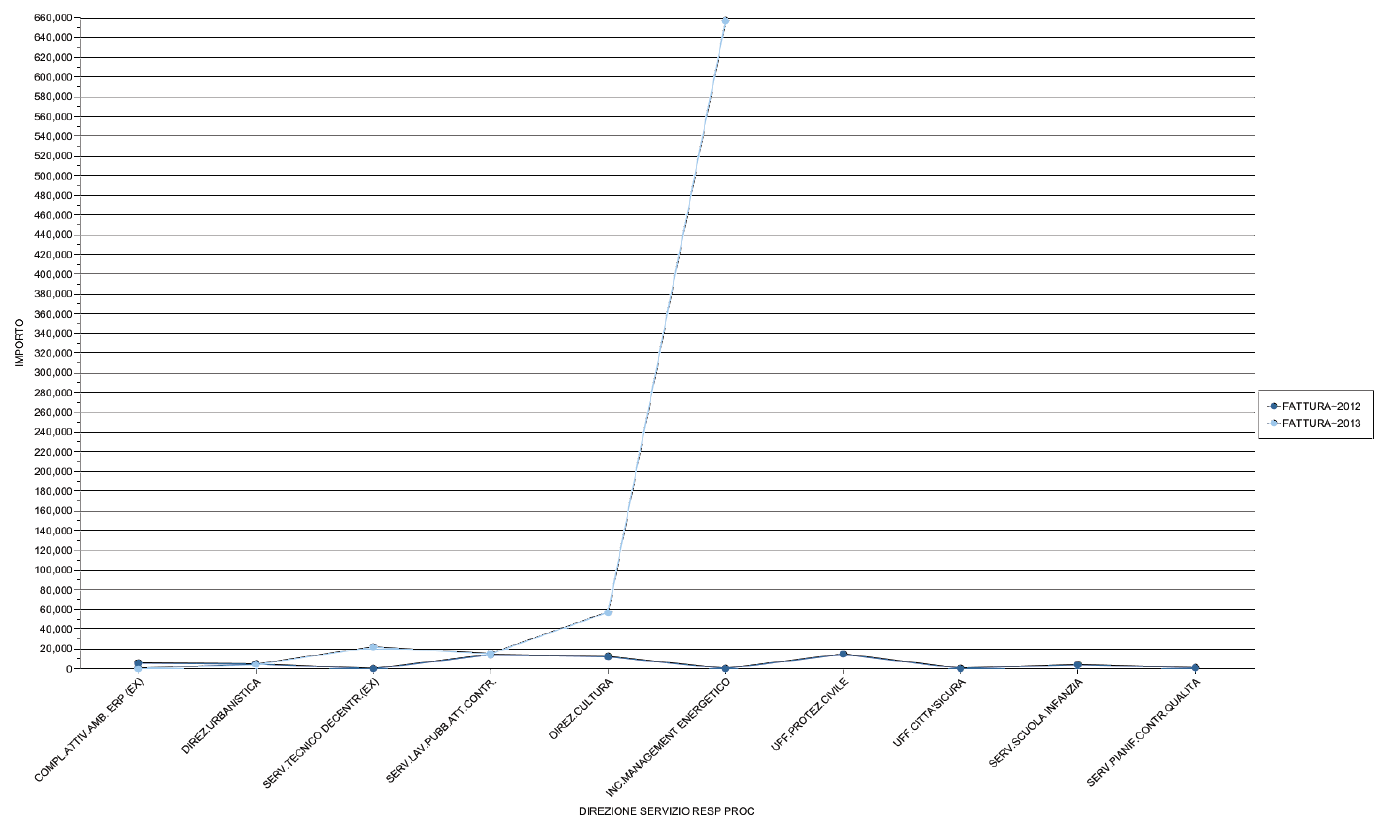 660,000
640,000
620,000
600,000
580,000
560,000
540,000
520,000
500,000
480,000
460,000
440,000
420,000
400,000
380,000
360,000
340,000
320,000
300,000
280,000
260,000
240,000
220,000
200,000
180,000
160,000
140,000
120,000
100,000
80,000
60,000
40,000
20,000
0
IMPORTO
COMPL.ATTIV.AMB. ERP (EX)
DIREZ.URBANISTICA
SERV.TECNICO DECENTR.(EX)
SERV.LAV.PUBB.ATT.CONTR.
DIREZ.CULTURA
INC.MANAGEMENT ENERGETICO
UFF.PROTEZ.CIVILE
UFF.CITTA'SICURA
SERV.SCUOLA INFANZIA
SERV.PIANIF.CONTR.QUALITA
DIREZIONE SERVIZIO RESP PROC
FATTURA-2012
FATTURA-2013